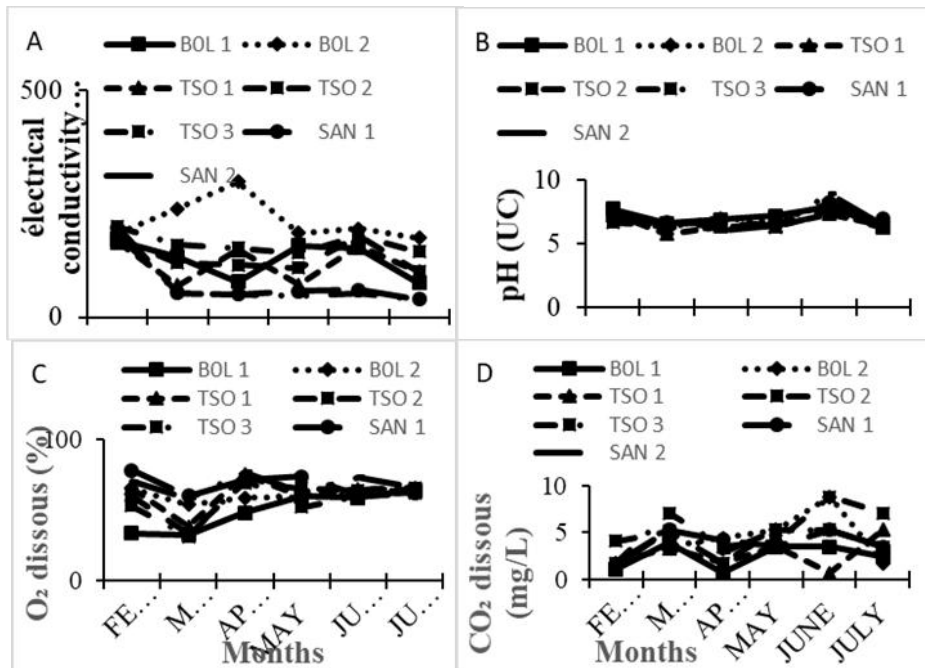 A
B0L 1
B0L 2
TSO 1
TSO 2
TSO 3
SAN 1
SAN 2
500
0
électrical
conductivity…
B
B0L 1
B0L 2
TSO 1
TSO 2
TSO 3
SAN 1
SAN 2
10
5
0
pH (UC)
C
B0L 1
B0L 2
TSO 1
TSO 2
TSO 3
SAN 1
100
0
O₂ dissous (%)
FE…
M…
AP…
MAY
JU…
JU…
Months
D
B0L 1
B0L 2
TSO 1
TSO 2
TSO 3
SAN 1
SAN 2
10
5
0
CO₂ dissous
(mg/L)
FE…
M…
AP…
MAY
JUNE
JULY
Months